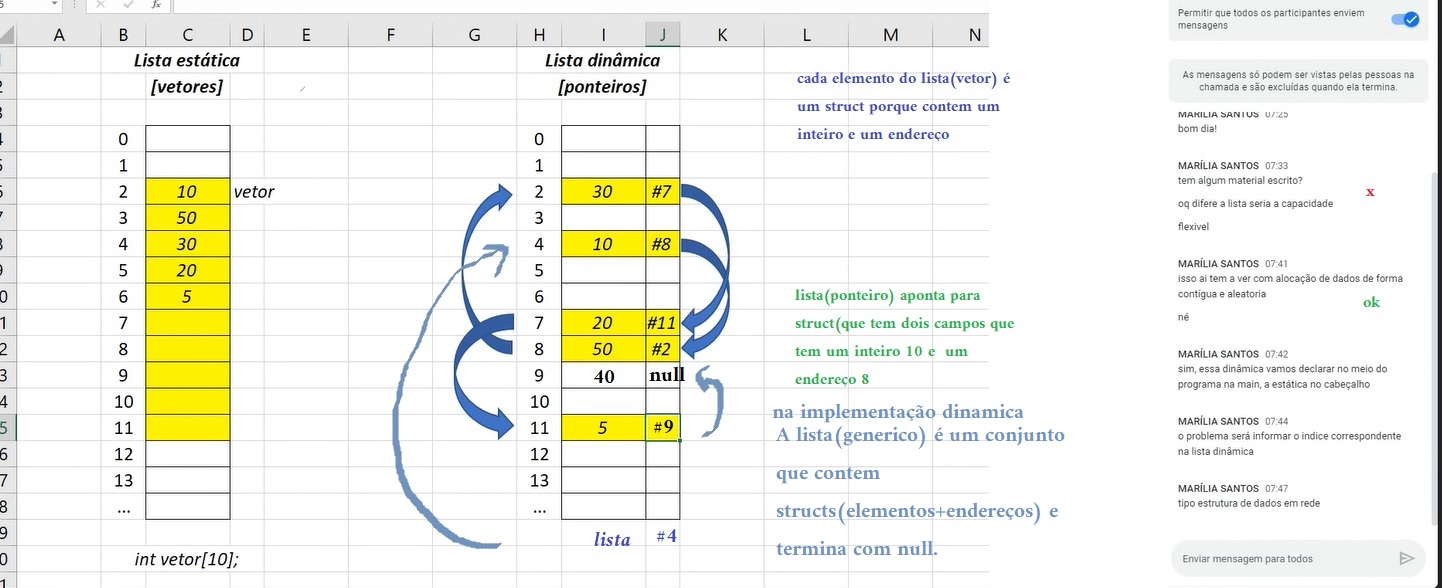 fx
A B C D E F G H I J K L M N
Lista estática
[vetores]
Lista dinâmica
[ponteiros]
cada elemento do lista(vetor) é
um struct porque contem um
inteiro e um endereço
0 0
1 1
2 10 vetor 2 30 #7
3 50 3
4 30 4 10 #8
5 20 5
6 5 6
7 7 20 #11
8 8 50 #2
9 9 40 null
10 10
11 11 5 #9
12 12
13 13
... ...
lista #4
int vetor[10];
lista(ponteiro) aponta para
struct(que tem dois campos que
tem um inteiro 10 e um
endereço 8
na implementação dinamica
A lista(generico) é um conjunto
que contem
structs(elementos+endereços) e
termina com null.
Permitir que todos os participantes enviem
mensagens
As mensagens só podem ser vistas pelas pessoas na
chamada e são excluídas quando ela termina.
MARÍLIA SANTOS 07:25
bom dia!
MARÍLIA SANTOS 07:33
tem algum material escrito?
x
oq difere a lista seria a capacidade
flexivel
MARÍLIA SANTOS 07:41
isso ai tem a ver com alocação de dados de forma
contígua e aleatoria
ok
né
MARÍLIA SANTOS 07:42
sim, essa dinâmica vamos declarar no meio do
programa na main, a estática no cabeçalho
MARÍLIA SANTOS 07:44
o problema será informar o indice correspondente
na lista dinâmica
MARÍLIA SANTOS 07:47
tipo estrutura de dados em rede
Enviar mensagem para todos